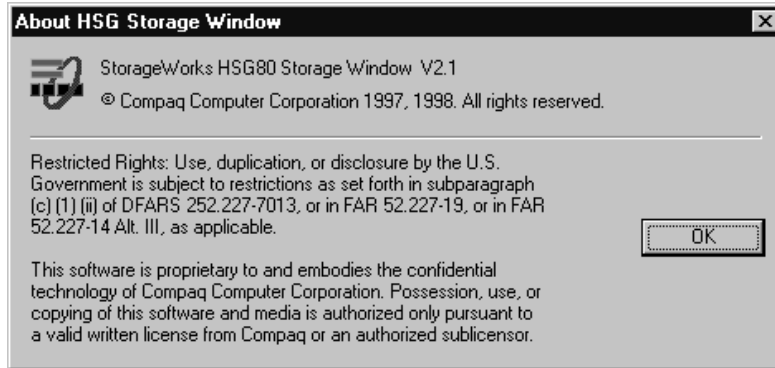 About HSG Storage Window
StorageWorks HSG80 Storage Window V2.1
© Compaq Computer Corporation 1997, 1998. All rights reserved.
Restricted Rights: Use, duplication, or disclosure by the U.S.
Government is subject to restrictions as set forth in subparagraph
(c) (1) (ii) of DFARS 252.227-7013, or in FAR 52.227-19, or in FAR
52.227-14 Alt. III, as applicable.
OK
This software is proprietary to and embodies the confidential
technology of Compaq Computer Corporation. Possession, use, or
copying of this software and media is authorized only pursuant to
a valid written license from Compaq or an authorized sublicensor.